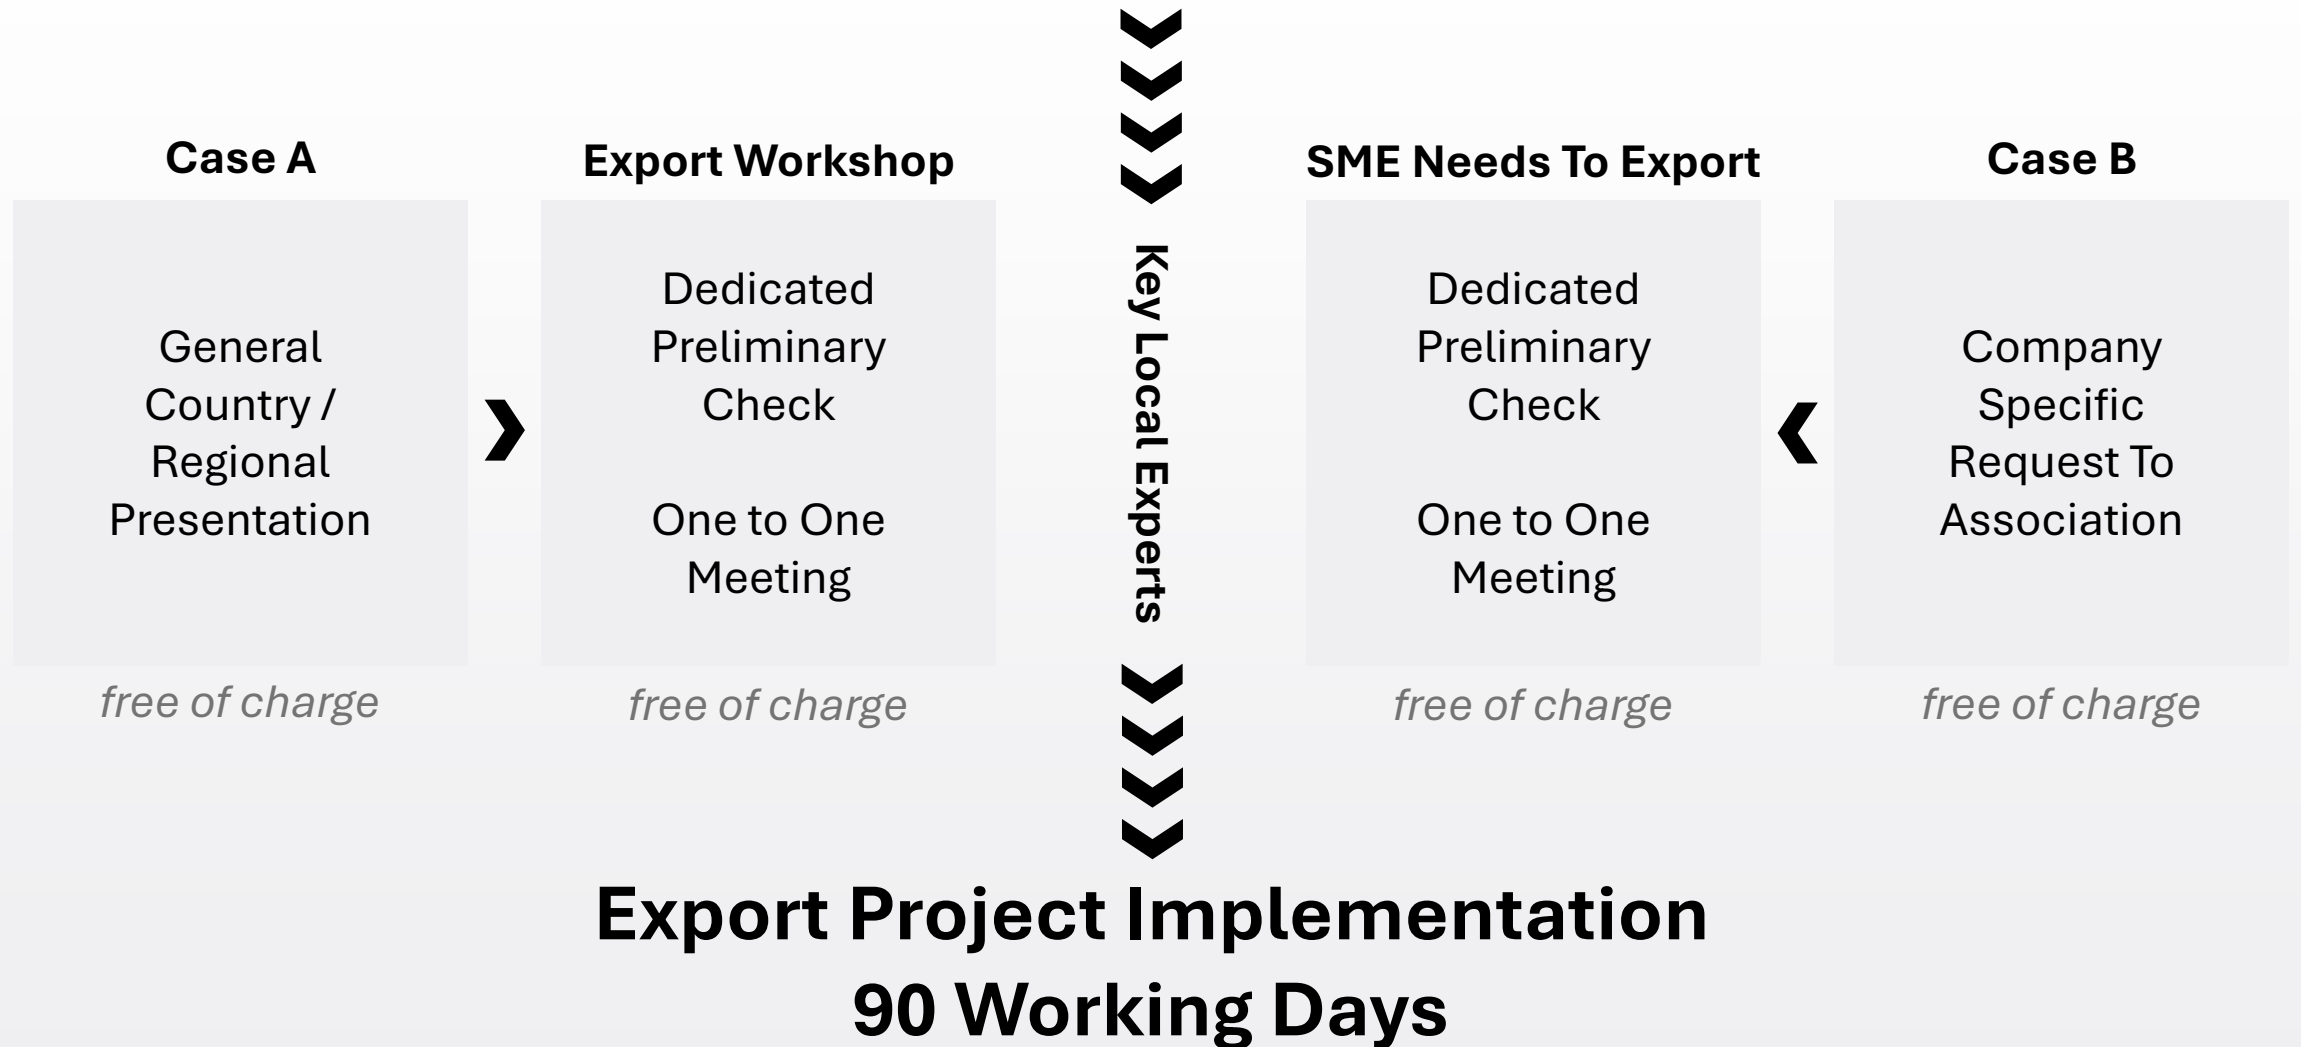 Case A
General
Country /
Regional
Presentation
free of charge
Export Workshop
Dedicated
Preliminary
Check
One to One
Meeting
free of charge
Key Local Experts
SME Needs To Export
Dedicated
Preliminary
Check
One to One
Meeting
free of charge
Case B
Company
Specific
Request To
Association
free of charge
Export Project Implementation
90 Working Days